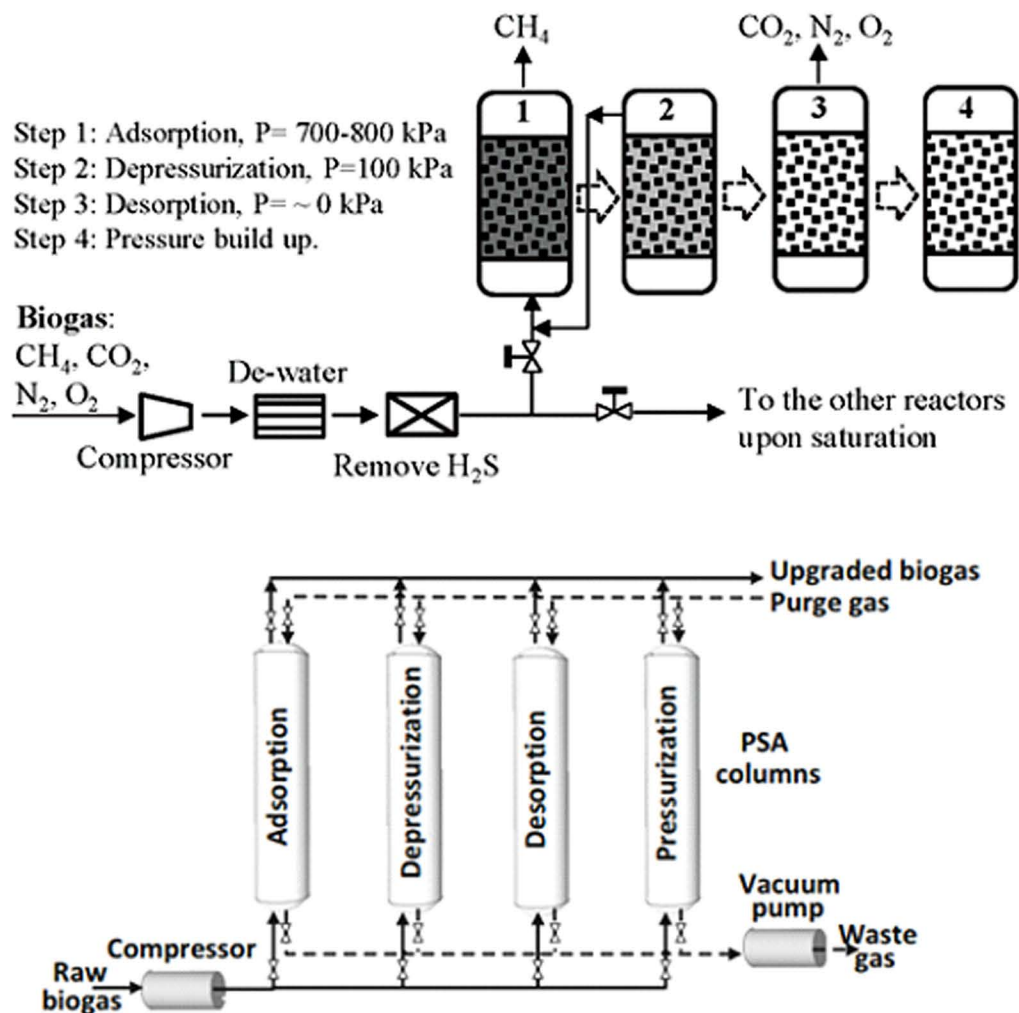 CH₄
CO₂, N₂, O₂
1
2
3
4
Step 1: Adsorption, P= 700-800 kPa
Step 2: Depressurization, P=100 kPa
Step 3: Desorption, P= ~ 0 kPa
Step 4: Pressure build up.
Biogas:
CH₄, CO₂,
N₂, O₂
De-water
Compressor
Remove H₂S
To the other reactors
upon saturation
Upgraded biogas
Purge gas
Adsorption
Depressurization
Desorption
Pressurization
PSA
columns
Vacuum
pump
Waste
gas
Compressor
Raw
biogas